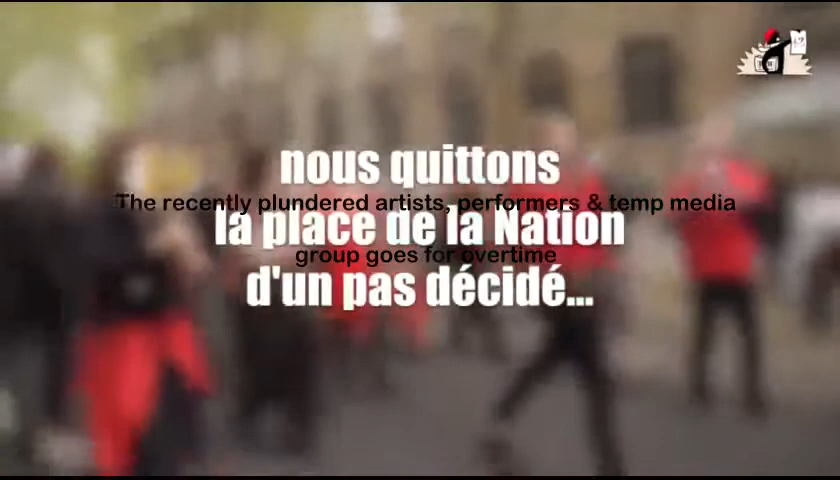 nous quittons
The recently plundered artists, performers & temp media
la place de la Nation
group goes for overtime
d'un pas décidé...